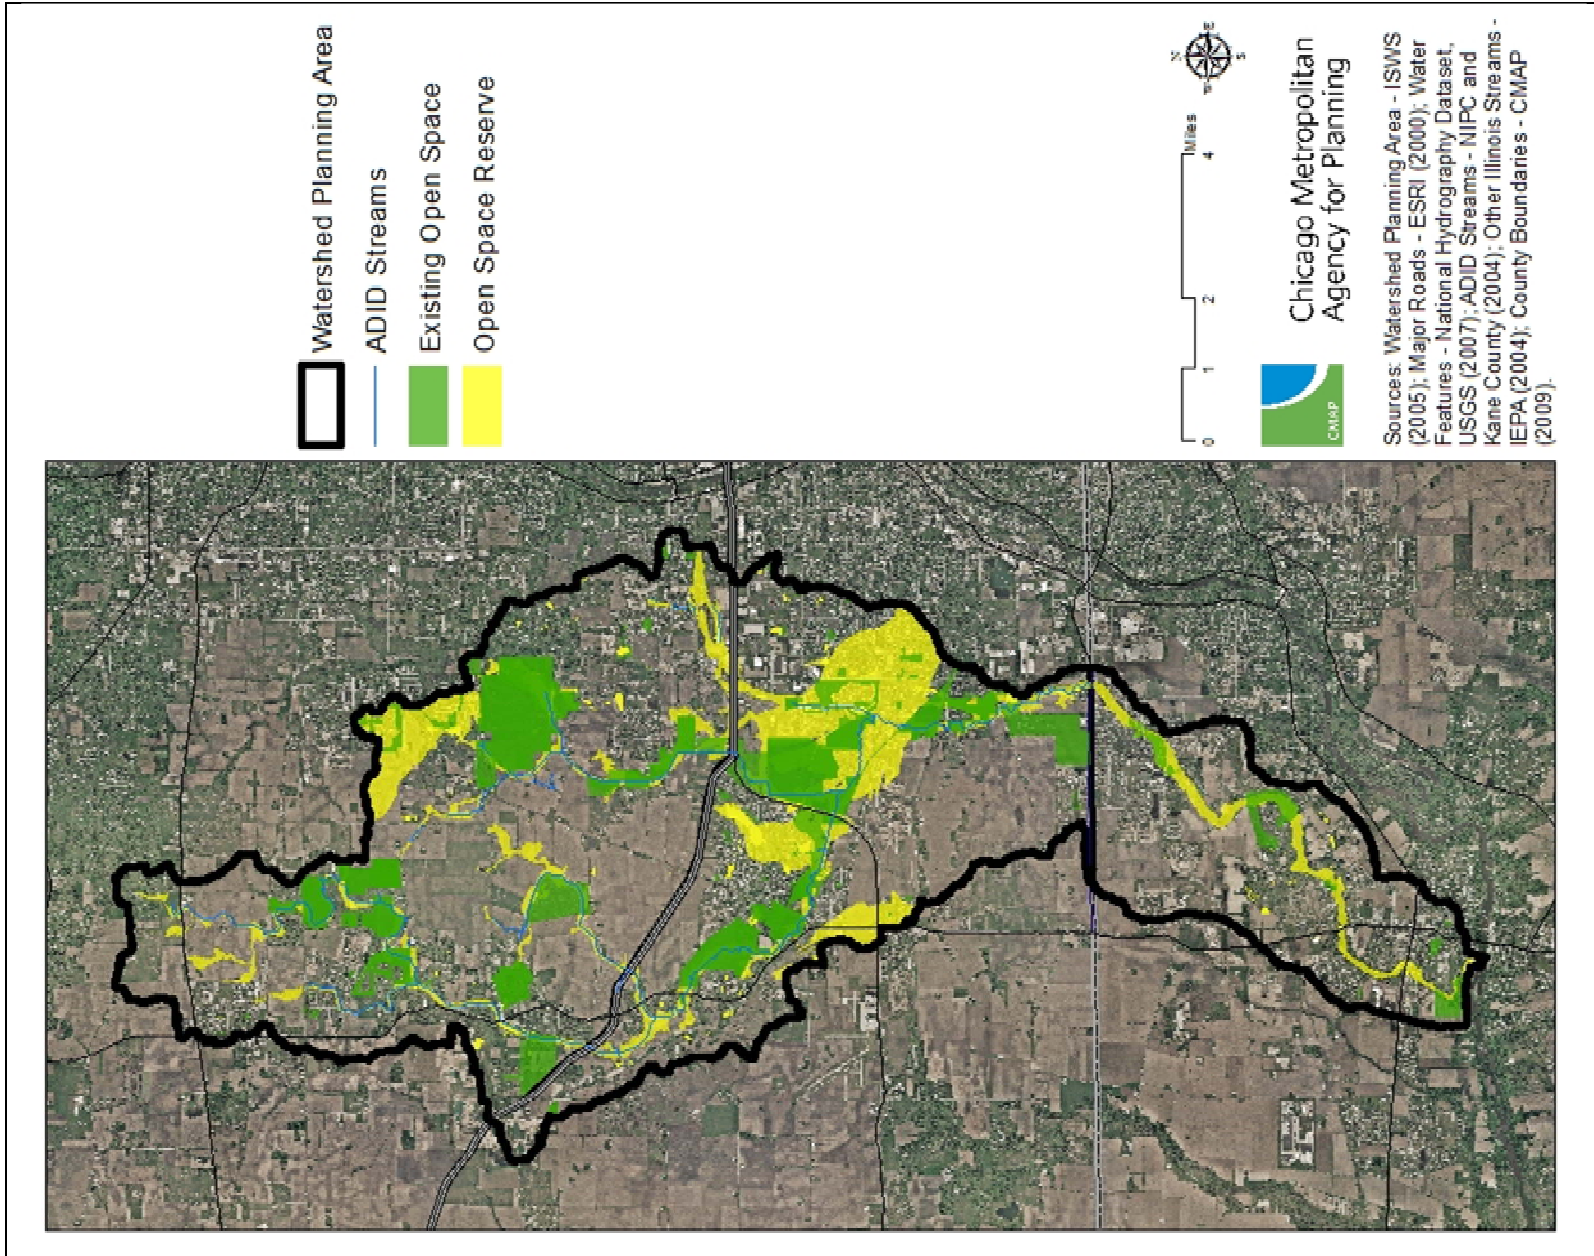 Watershed Planning Area
ADID Streams
Existing Open Space
Open Space Reserve
N
E
S
W
Miles
0
1
2
4
CMAP
Chicago Metropolitan
Agency for Planning
Sources: Watershed Planning Area - ISWS
(2005); Major Roads - ESRI (2000); Water
Features - National Hydrography Dataset,
USGS (2007); ADID Streams - NIPC and
Kane County (2004); Other Illinois Streams -
IEPA (2004); County Boundaries - CMAP
(2009).